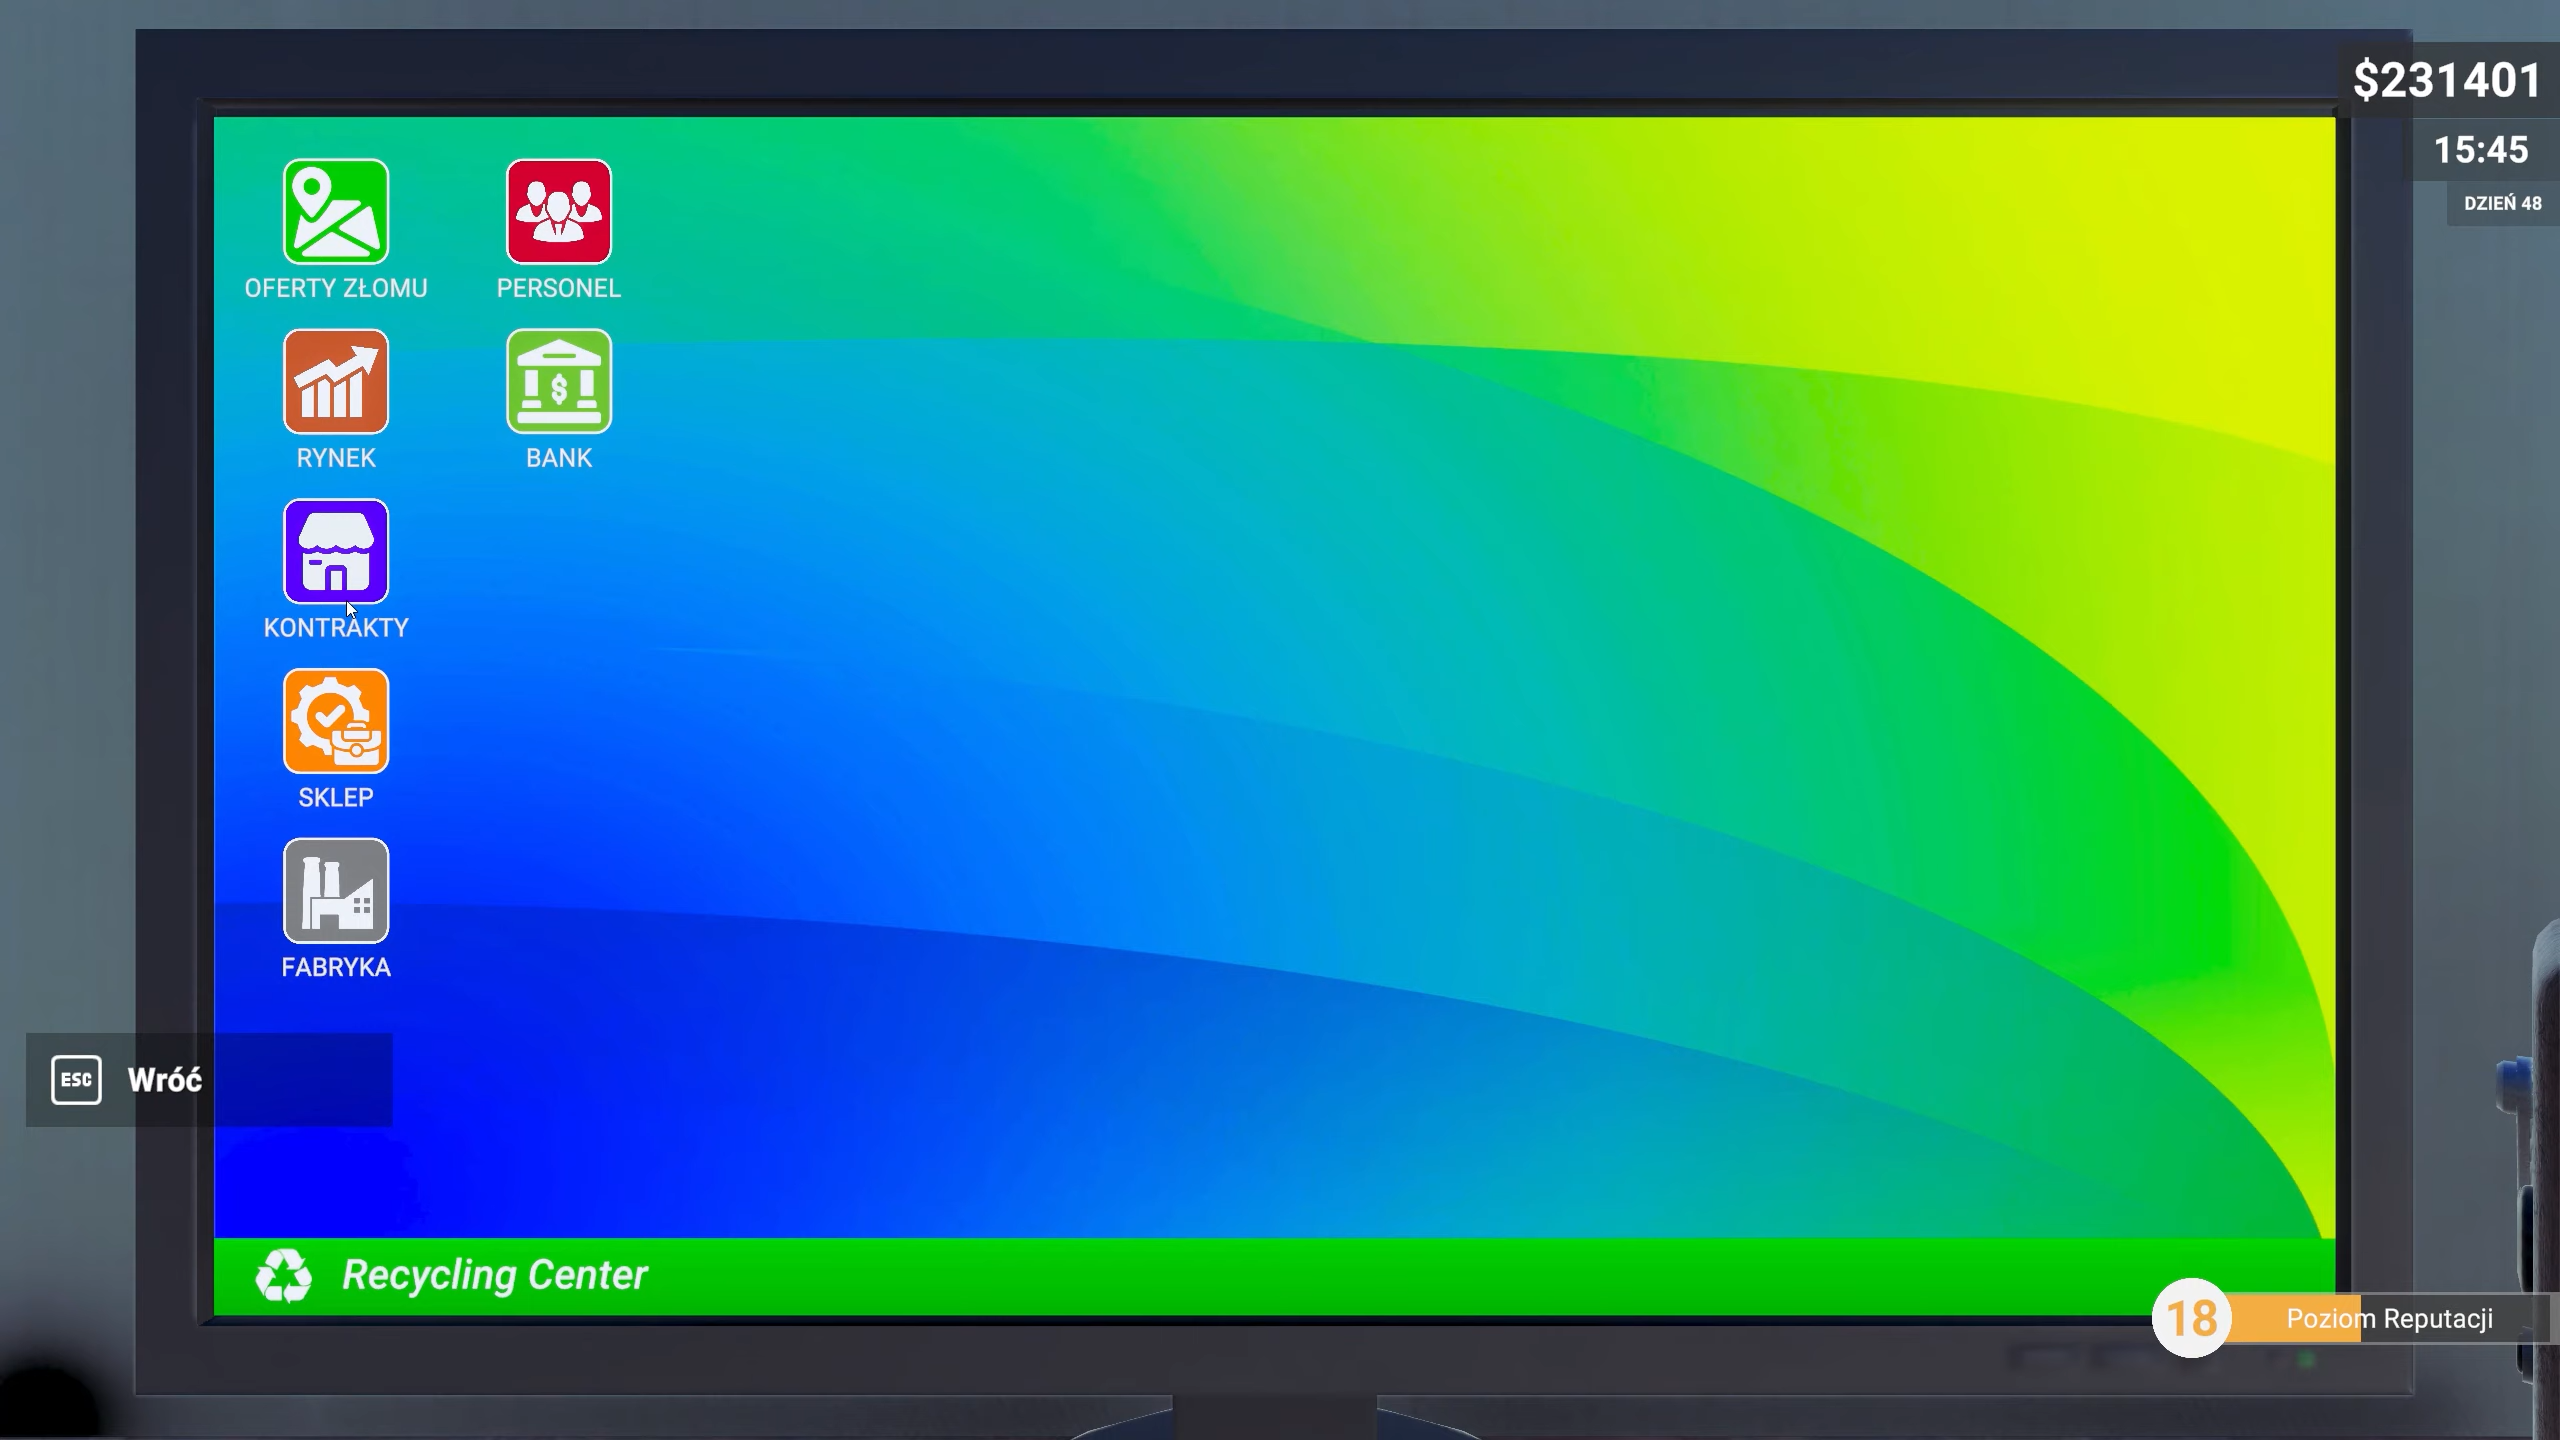 $231401
15:45
DZIEŃ 48
OFERTY ZŁOMU
PERSONEL
RYNEK
BANK
KONTRAKTY
SKLEP
FABRYKA
ESC Wróć
Recycling Center
18 Poziom Reputacji